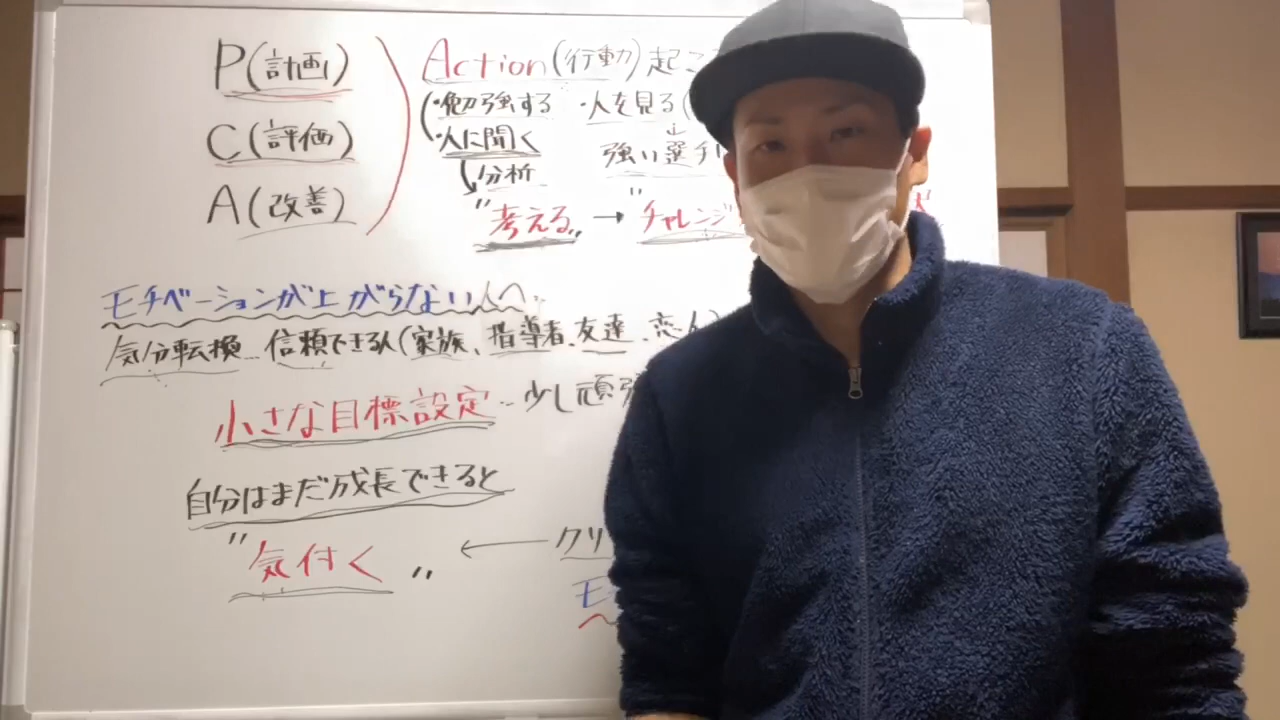 P(計画)
C(評価)
A(改善)
Action(行動)起こ
・勉強する ・人を見る(
・人に聞く
↓
強い選手
分析
"考える" → "チャレンジ
モチベーションが上がらない人へ..
気分転換...信頼できる人(家族、指導者、友達、恋人)
小さな目標設定...少し頑張
自分はまだ成長できると
"気付く" ← クリ
モ